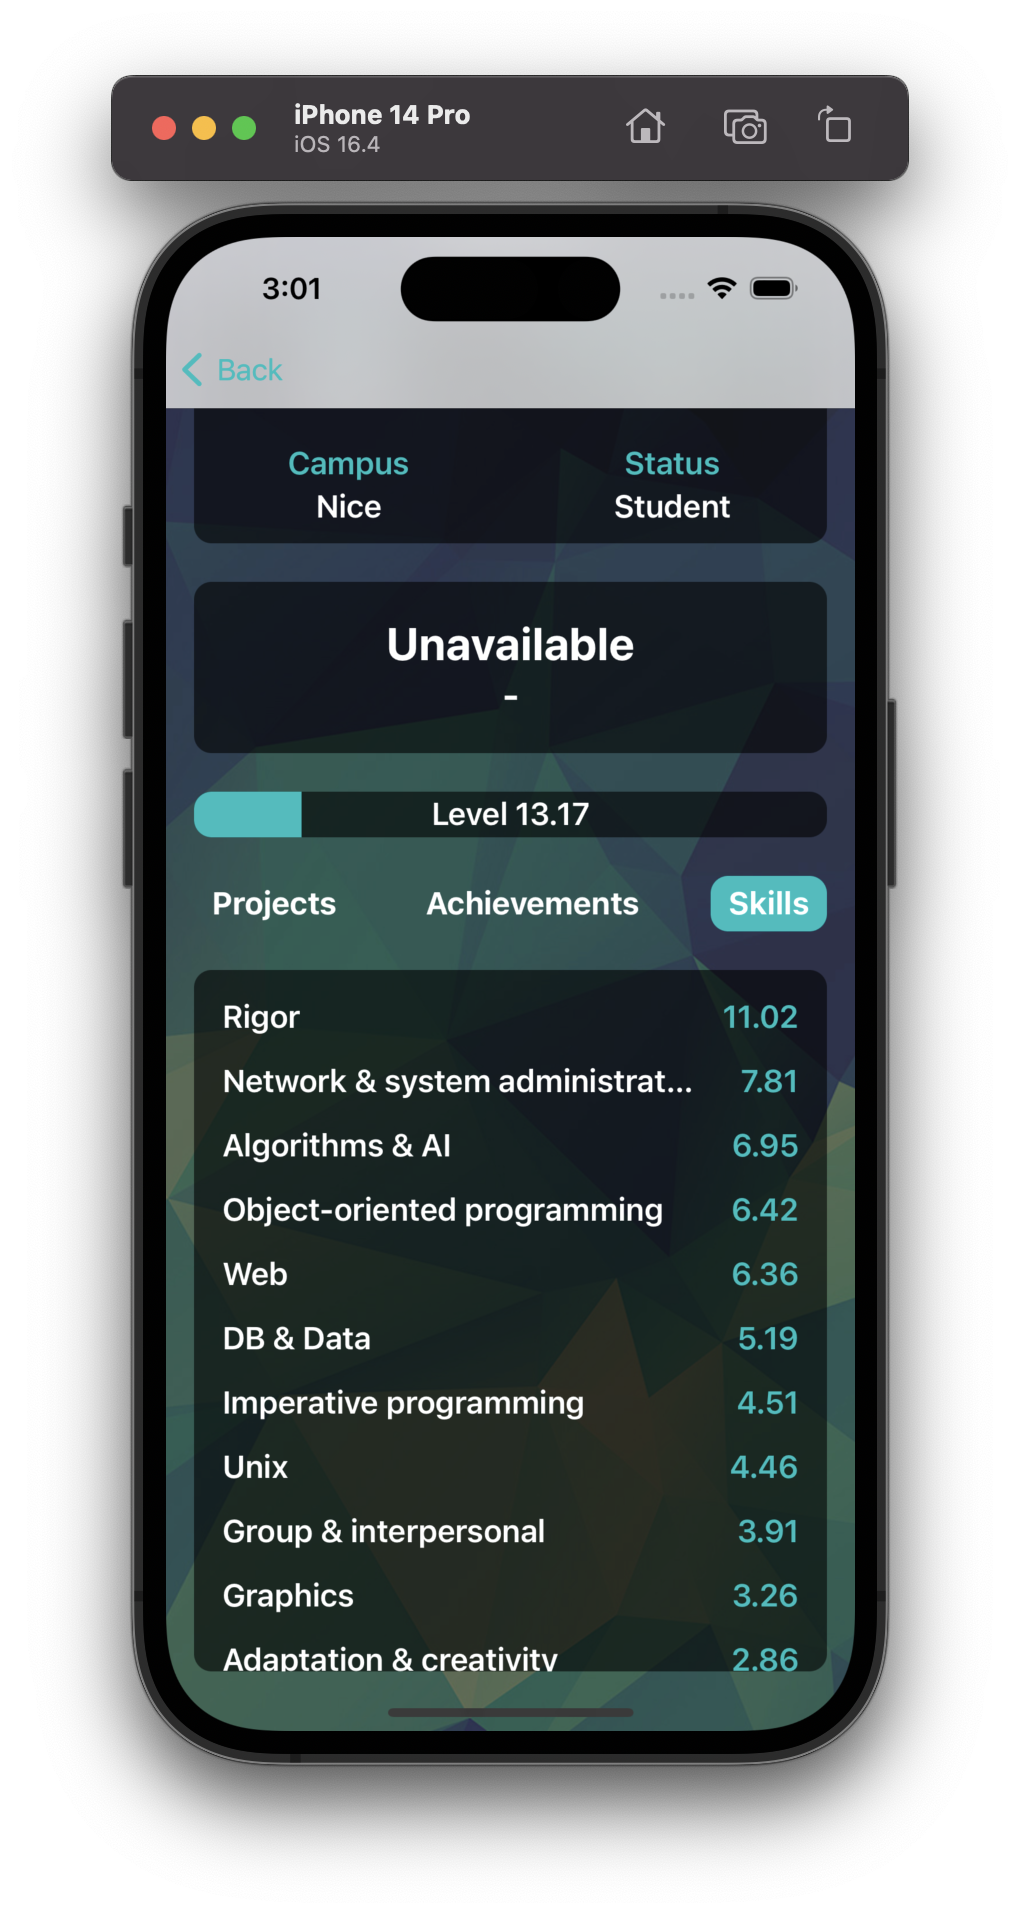 iPhone 14 Pro
iOS 16.4
3:01
Back
Campus Status
Nice Student
Unavailable
-
Level 13.17
Projects Achievements Skills
Rigor 11.02
Network & system administrat... 7.81
Algorithms & AI 6.95
Object-oriented programming 6.42
Web 6.36
DB & Data 5.19
Imperative programming 4.51
Unix 4.46
Group & interpersonal 3.91
Graphics 3.26
Adaptation & creativity 2.86